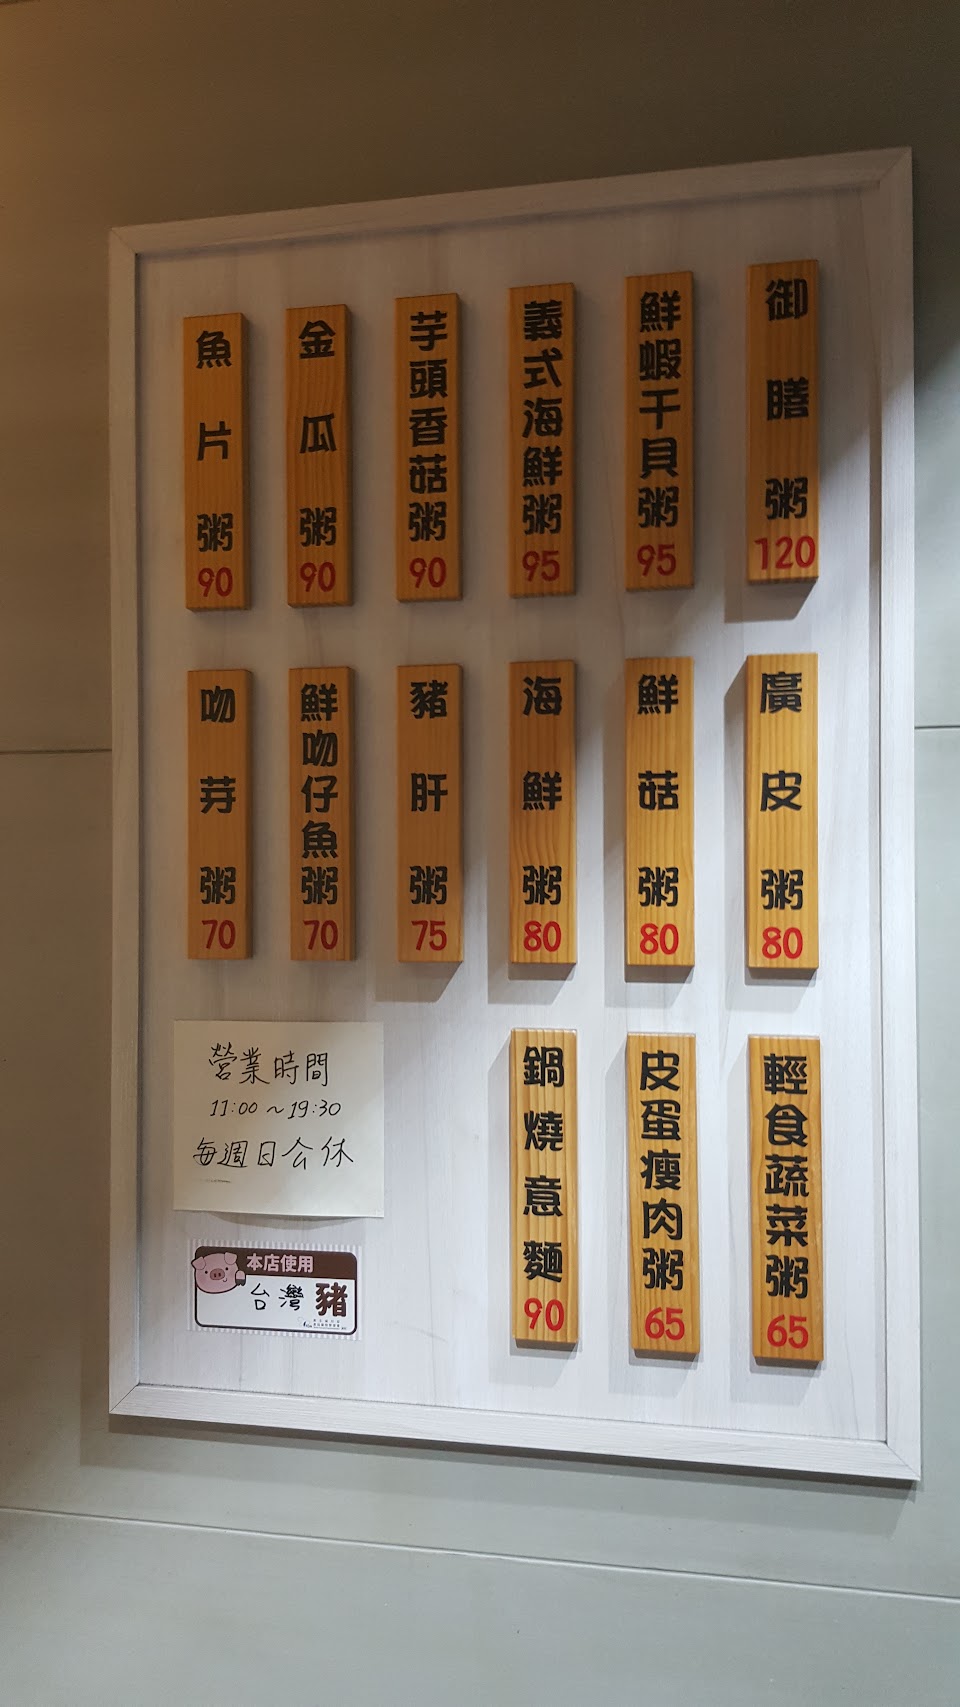 御膳粥 120
鮮蝦干貝粥 95
義式海鮮粥 95
芋頭香菇粥 90
金瓜粥 90
魚片粥 90
廣皮粥 80
鮮菇粥 80
海鮮粥 80
豬肝粥 75
鮮吻仔魚粥 70
吻芽粥 70
輕食蔬菜粥 65
皮蛋瘦肉粥 65
鍋燒意麵 90
營業時間
11:00~19:30
每週日公休
本店使用
台灣豬